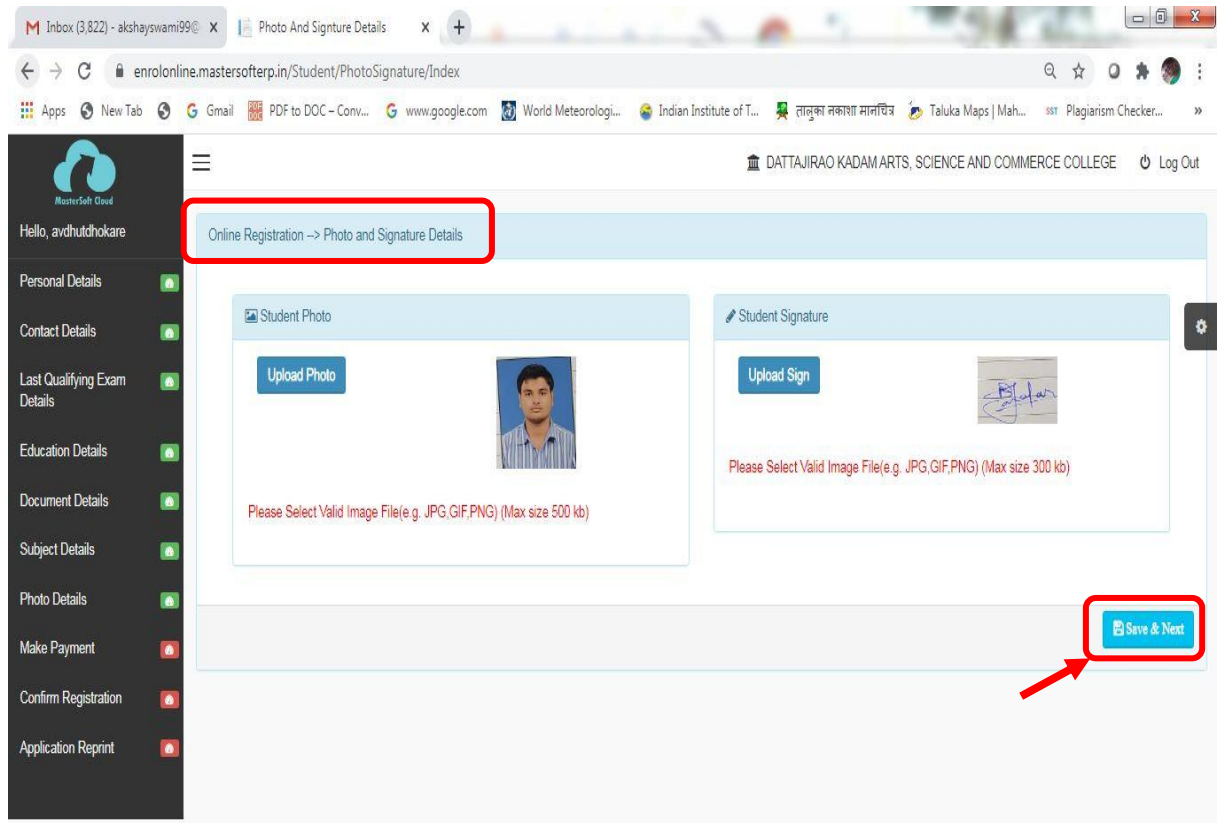 Inbox (3,822) - akshayswami99@
Photo And Signture Details
enrolonline.mastersofterp.in/Student/PhotoSignature/Index
Apps New Tab Gmail PDF to DOC – Conv... www.google.com World Meteorologi... Indian Institute of T... तालुका नकाशा मानचित्र Taluka Maps | Mah... SST Plagiarism Checker... »
MasterSoft Cloud
DATTAJIRAO KADAM ARTS, SCIENCE AND COMMERCE COLLEGE Log Out
Hello, avdhutdhokare
Online Registration --> Photo and Signature Details
Personal Details
Contact Details
Last Qualifying Exam
Details
Education Details
Document Details
Subject Details
Photo Details
Make Payment
Confirm Registration
Application Reprint
Student Photo
Upload Photo
Please Select Valid Image File(e.g. JPG,GIF,PNG) (Max size 500 kb)
Student Signature
Upload Sign
Please Select Valid Image File(e.g. JPG,GIF,PNG) (Max size 300 kb)
Save & Next